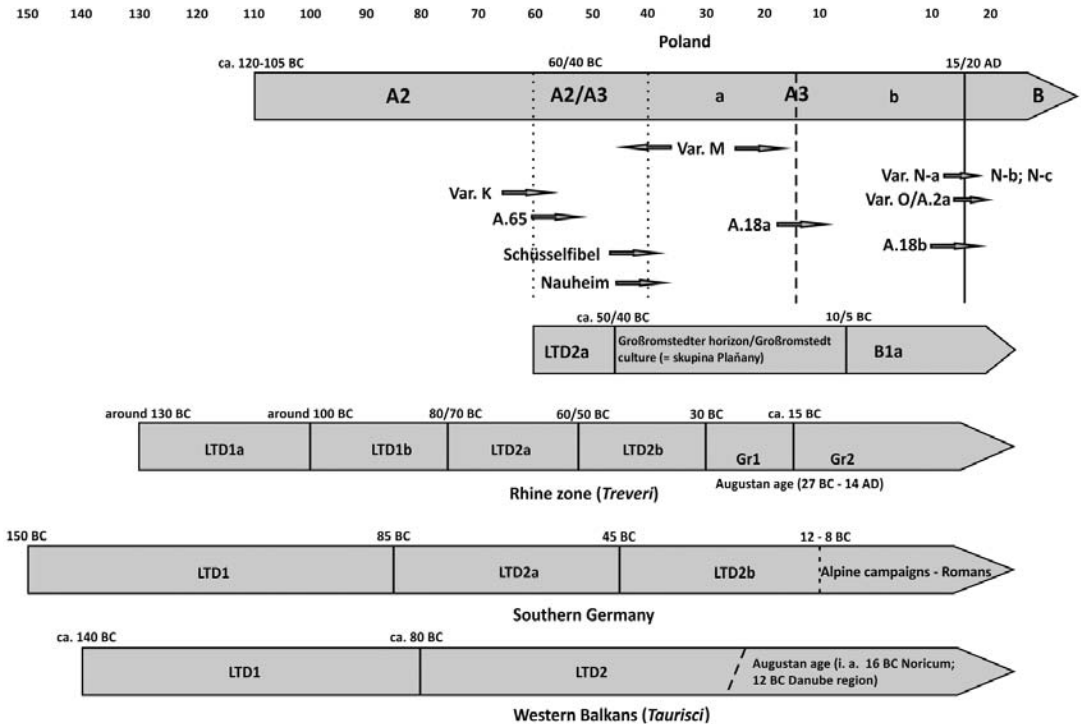 150 140 130 120 110 100 90 80 70 60 50 40 30 20 10 10 20
Poland
ca. 120-105 BC 60/40 BC 15/20 AD
A2 A2/A3 a A3 b B
Var. M
Var. N-a N-b; N-c
Var. K
Var. O/A.2a
A.65 A.18a
A.18b
Schüsselfibel
Nauheim
ca. 50/40 BC 10/5 BC
LTD2a Großromstedter horizon/Großromstedt
culture (= skupina Plaňany) B1a
around 130 BC around 100 BC 80/70 BC 60/50 BC 30 BC ca. 15 BC
LTD1a LTD1b LTD2a LTD2b Gr1 Gr2
Augustan age (27 BC - 14 AD)
Rhine zone (Treveri)
150 BC 85 BC 45 BC 12 - 8 BC
LTD1 LTD2a LTD2b Alpine campaigns - Romans
Southern Germany
ca. 140 BC ca. 80 BC
LTD1 LTD2 Augustan age (i. a. 16 BC Noricum;
12 BC Danube region)
Western Balkans (Taurisci)